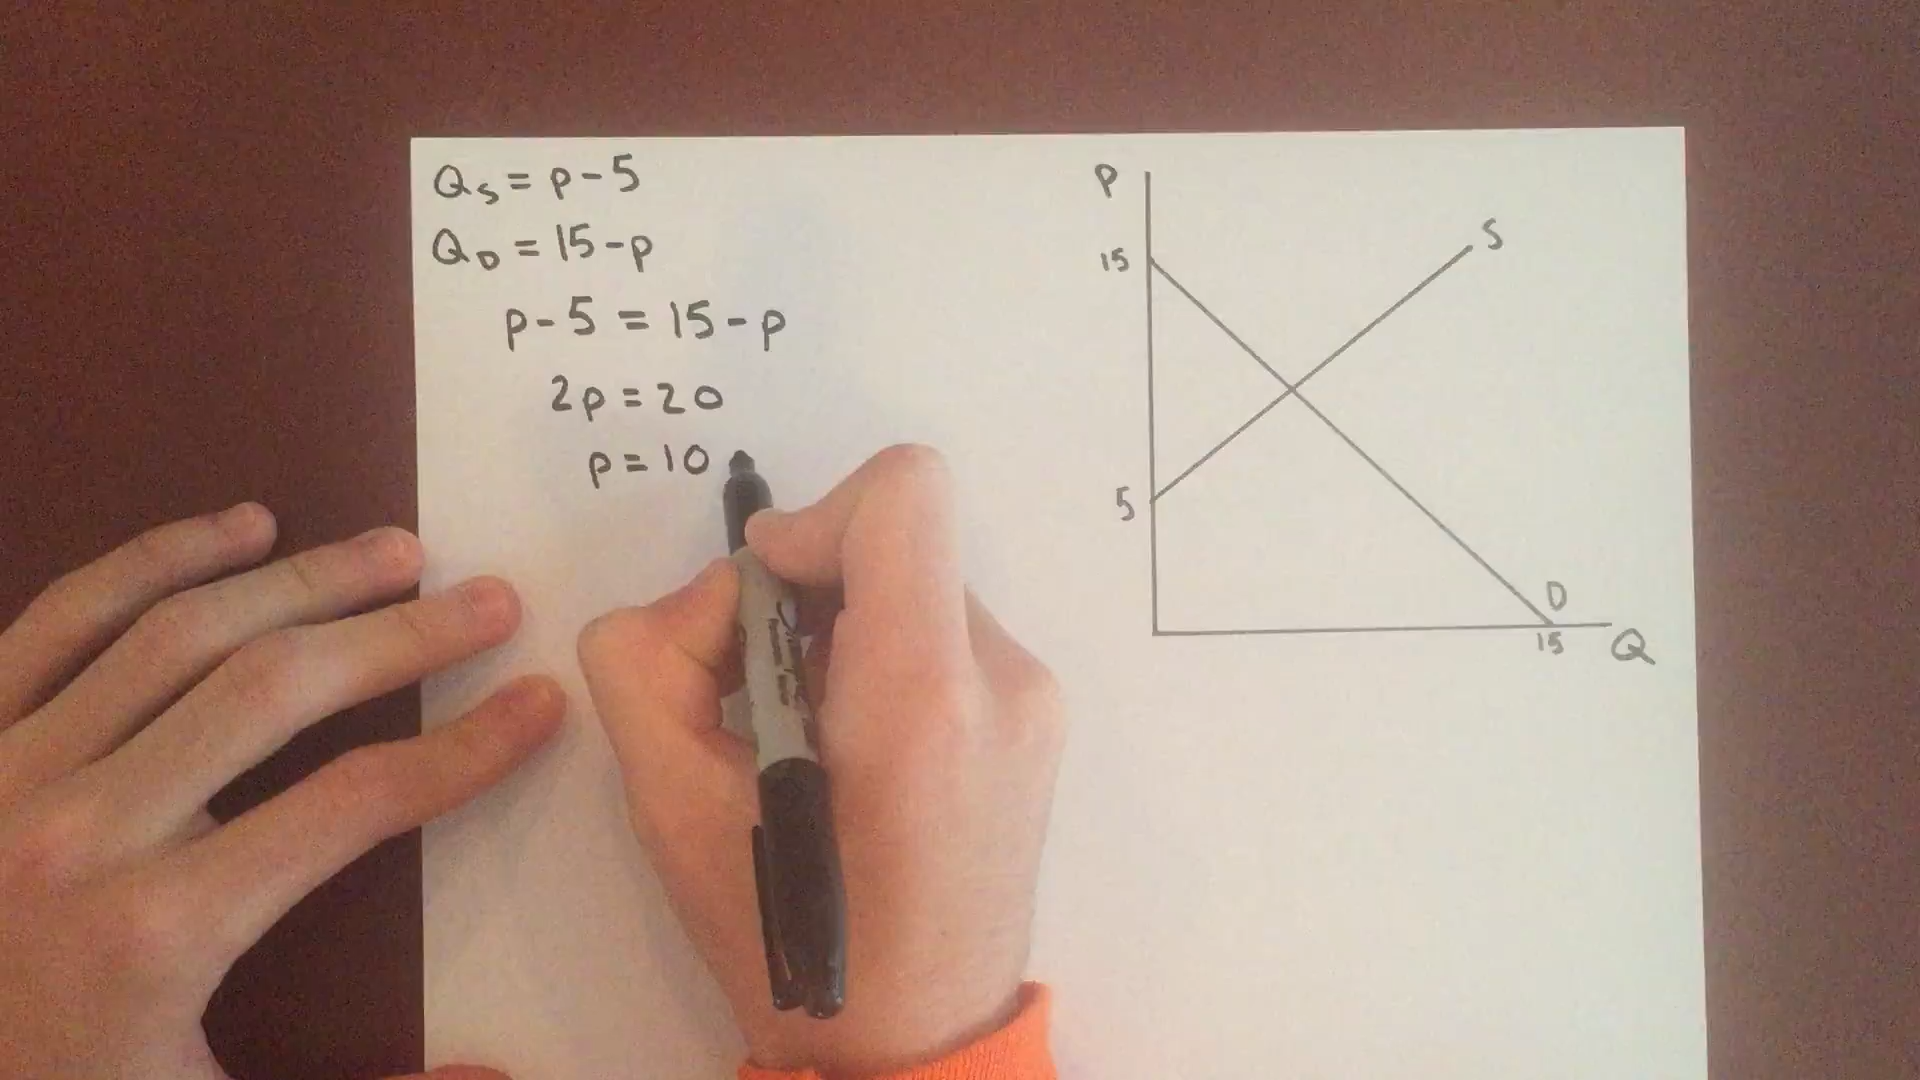 Qs = p - 5
QD = 15 - p
p - 5 = 15 - p
2p = 20
p = 10
P
15
S
5
D
15
Q